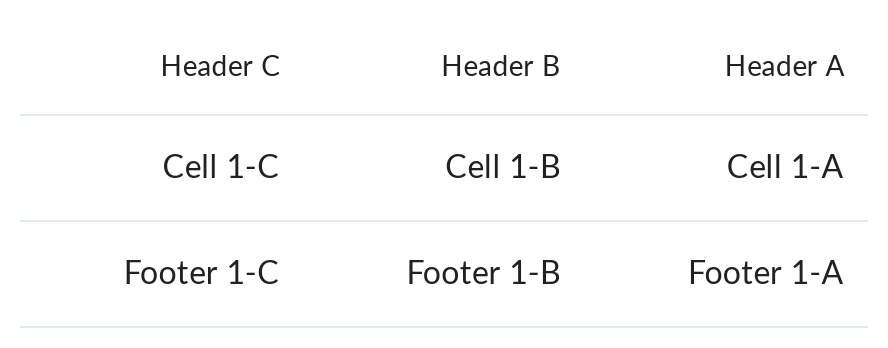 Header C Header B Header A
Cell 1-C Cell 1-B Cell 1-A
Footer 1-C Footer 1-B Footer 1-A